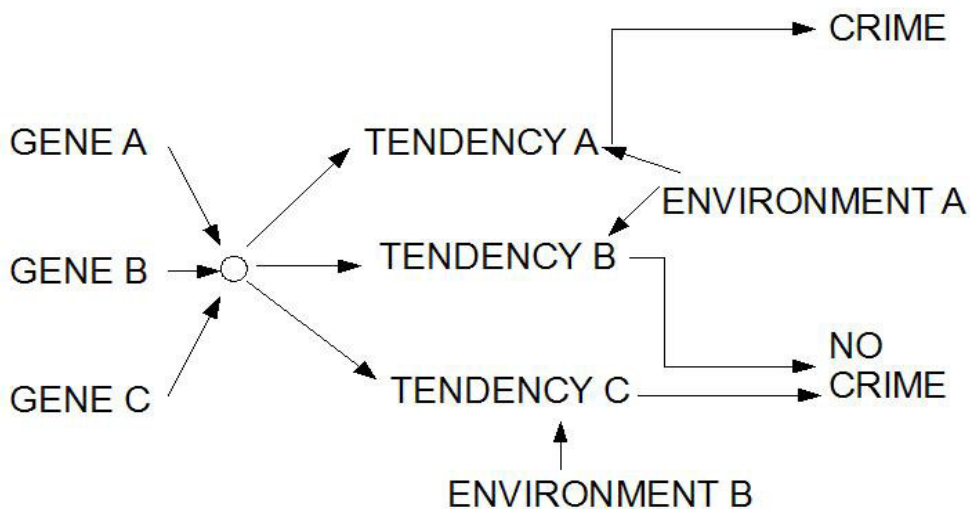 CRIME
GENE A
TENDENCY A
ENVIRONMENT A
GENE B
TENDENCY B
NO
CRIME
GENE C
TENDENCY C
ENVIRONMENT B